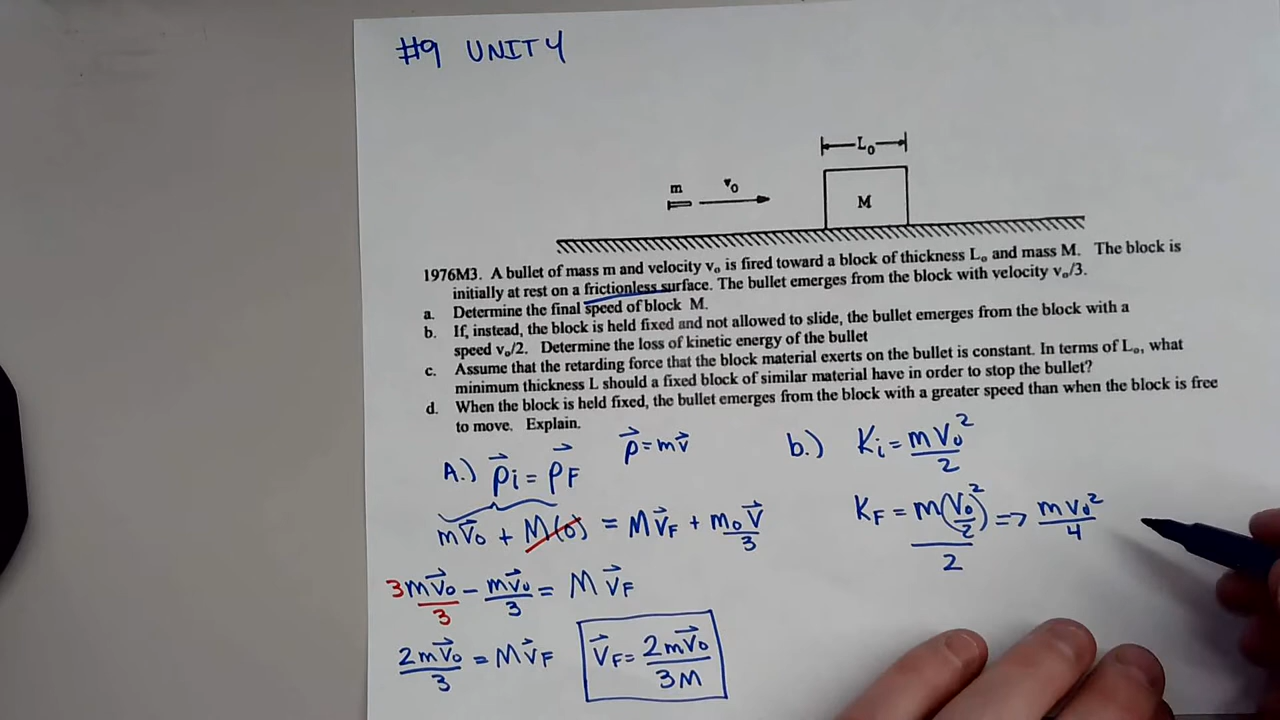 #9 UNIT 4
L₀
m v₀
M
1976M3. A bullet of mass m and velocity v₀ is fired toward a block of thickness L₀ and mass M. The block is
initially at rest on a frictionless surface. The bullet emerges from the block with velocity v₀/3.
a. Determine the final speed of block M.
b. If, instead, the block is held fixed and not allowed to slide, the bullet emerges from the block with a
speed v₀/2. Determine the loss of kinetic energy of the bullet
c. Assume that the retarding force that the block material exerts on the bullet is constant. In terms of L₀, what
minimum thickness L should a fixed block of similar material have in order to stop the bullet?
d. When the block is held fixed, the bullet emerges from the block with a greater speed than when the block is free
to move. Explain.
p⃗ = mv⃗
A.) p⃗i = p⃗F
mv⃗₀ + M(0) = Mv⃗F + m₀v⃗/3
3mv⃗₀/3 - mv⃗₀/3 = Mv⃗F
2mv⃗₀/3 = Mv⃗F
v⃗F = 2mv⃗₀/3M
b.) Ki = mv₀²/2
KF = m(v₀/2)²/2 => mv₀²/4